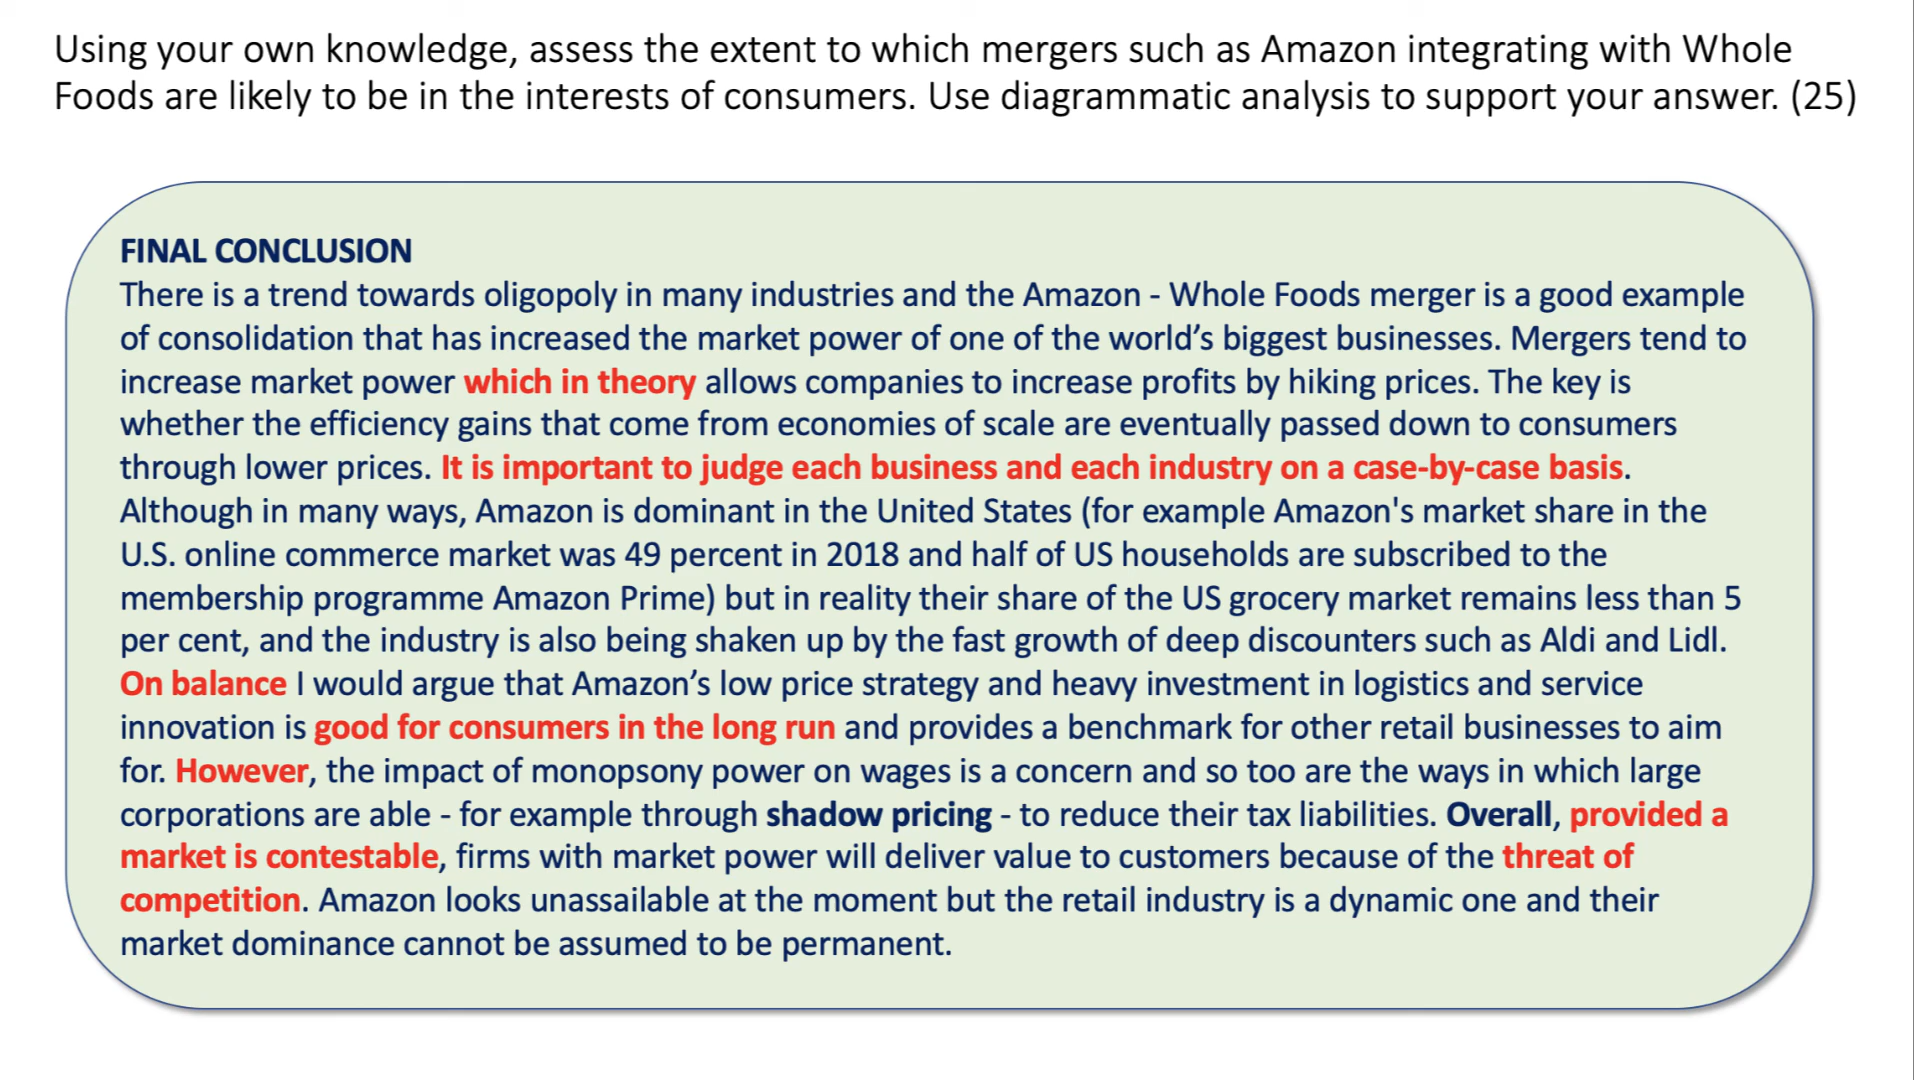 Using your own knowledge, assess the extent to which mergers such as Amazon integrating with Whole
Foods are likely to be in the interests of consumers. Use diagrammatic analysis to support your answer. (25)
FINAL CONCLUSION
There is a trend towards oligopoly in many industries and the Amazon - Whole Foods merger is a good example
of consolidation that has increased the market power of one of the world’s biggest businesses. Mergers tend to
increase market power which in theory allows companies to increase profits by hiking prices. The key is
whether the efficiency gains that come from economies of scale are eventually passed down to consumers
through lower prices. It is important to judge each business and each industry on a case-by-case basis.
Although in many ways, Amazon is dominant in the United States (for example Amazon's market share in the
U.S. online commerce market was 49 percent in 2018 and half of US households are subscribed to the
membership programme Amazon Prime) but in reality their share of the US grocery market remains less than 5
per cent, and the industry is also being shaken up by the fast growth of deep discounters such as Aldi and Lidl.
On balance I would argue that Amazon’s low price strategy and heavy investment in logistics and service
innovation is good for consumers in the long run and provides a benchmark for other retail businesses to aim
for. However, the impact of monopsony power on wages is a concern and so too are the ways in which large
corporations are able - for example through shadow pricing - to reduce their tax liabilities. Overall, provided a
market is contestable, firms with market power will deliver value to customers because of the threat of
competition. Amazon looks unassailable at the moment but the retail industry is a dynamic one and their
market dominance cannot be assumed to be permanent.